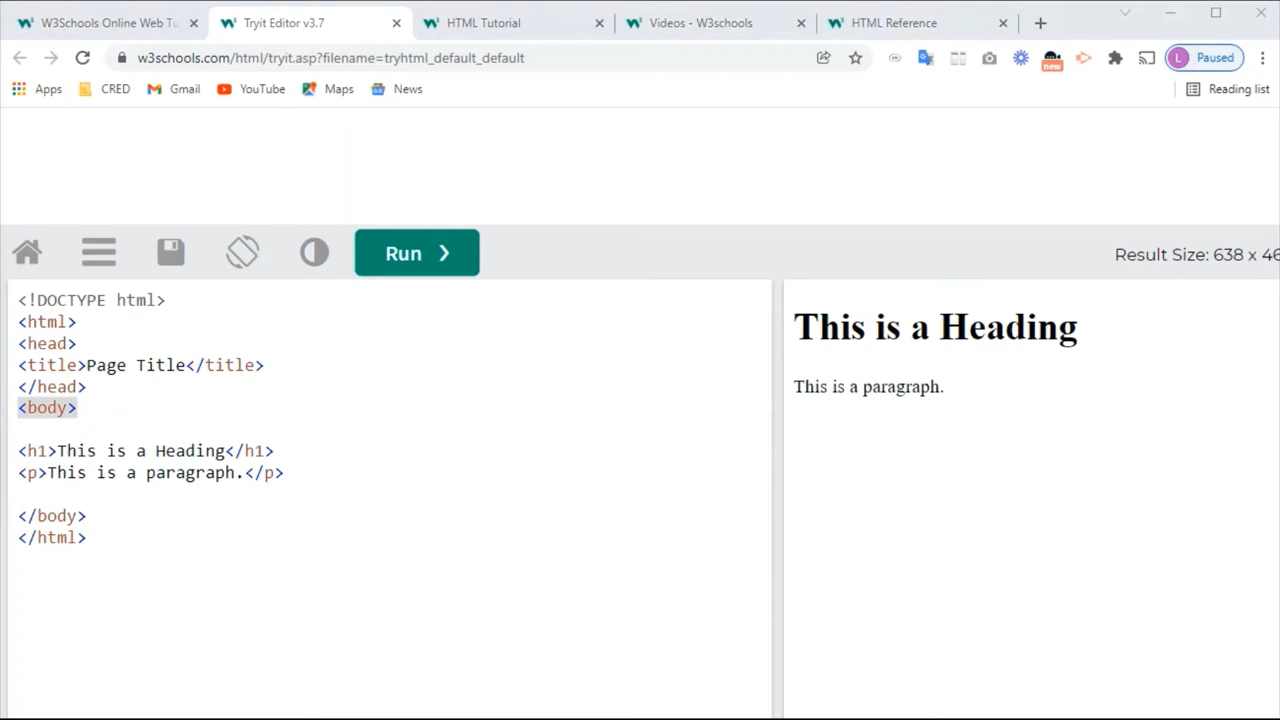 W3Schools Online Web Tu
Tryit Editor v3.7
HTML Tutorial
Videos - W3schools
HTML Reference
w3schools.com/html/tryit.asp?filename=tryhtml_default_default
new
L
Paused
Apps
CRED
Gmail
YouTube
Maps
News
Reading list
Run ❯
Result Size: 638 x 46
<!DOCTYPE html>
<html>
<head>
<title>Page Title</title>
</head>
<body>
<h1>This is a Heading</h1>
<p>This is a paragraph.</p>
</body>
</html>
This is a Heading
This is a paragraph.